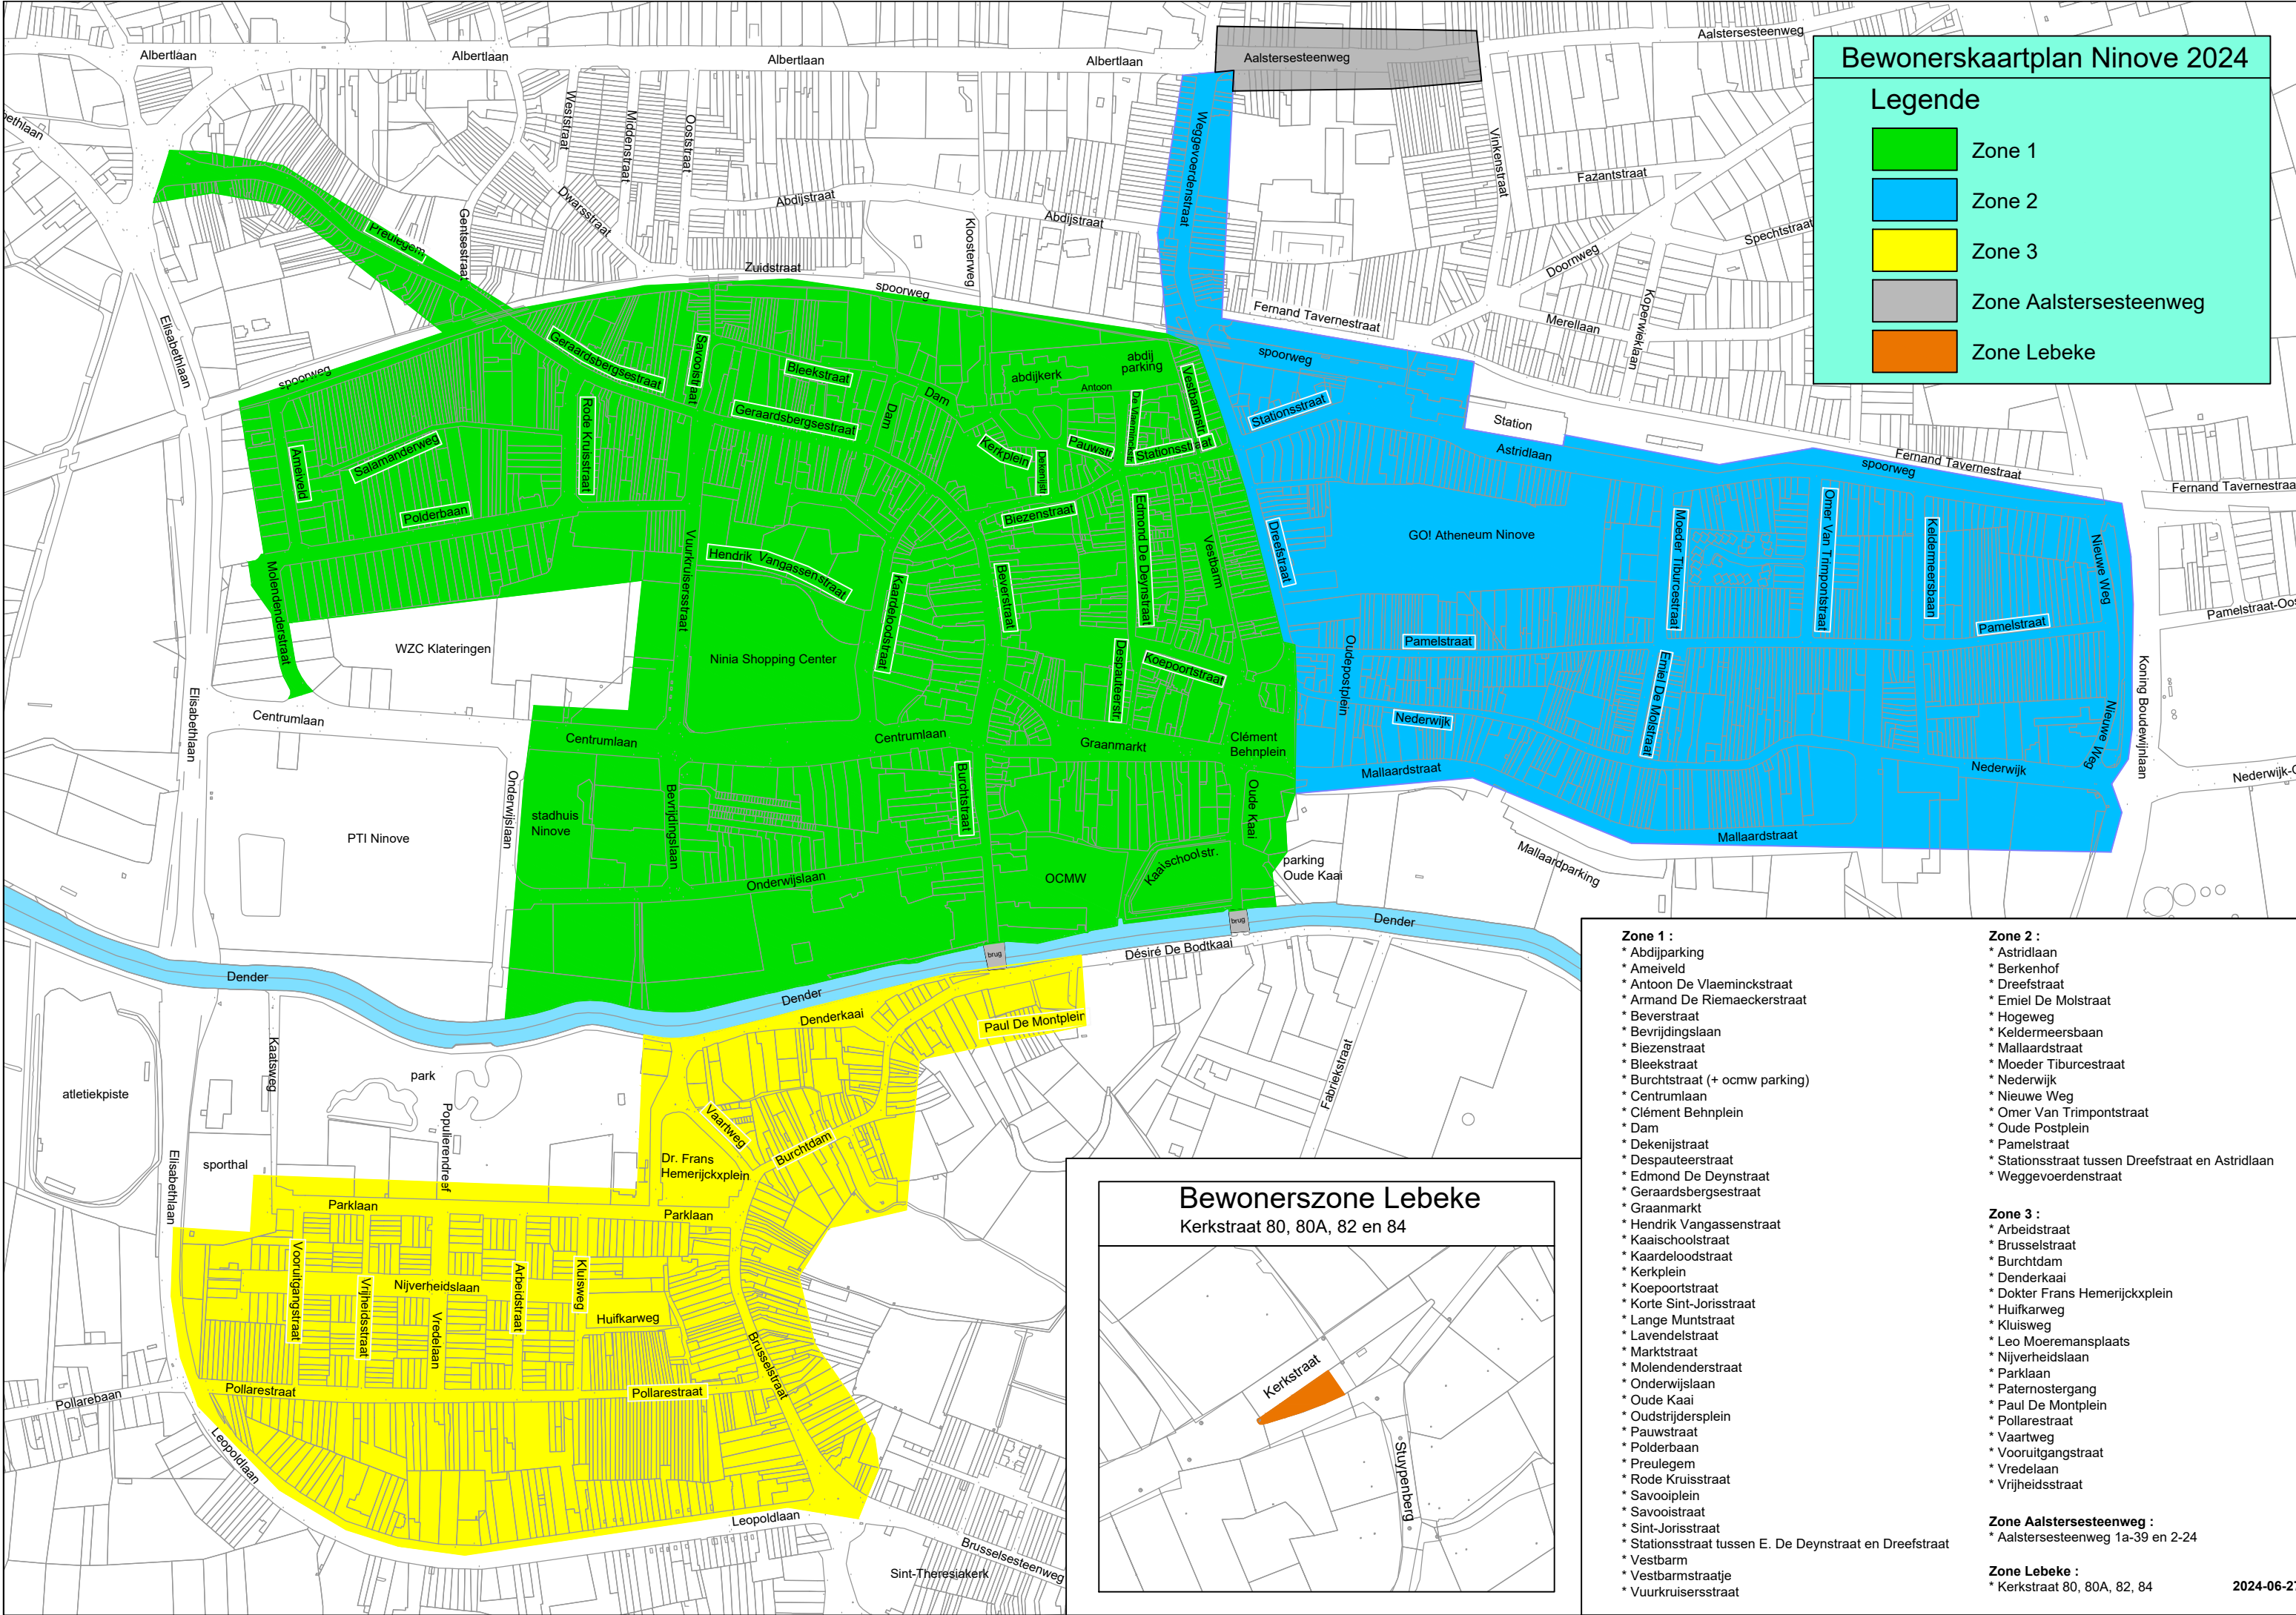 Bewonerskaartplan Ninove 2024
Legende
Zone 1
Zone 2
Zone 3
Zone Aalstersesteenweg
Zone Lebeke
Albertlaan
Albertlaan
Albertlaan
Albertlaan
Aalstersesteenweg
Aalstersesteenweg
bethlaan
Weststraat
Middenstraat
Ooststraat
Weggevoerdenstraat
Vinkenstraat
Fazantstraat
Spechtstraat
Doornweg
Koperwieklaan
Merellaan
Preulegem
Gentsestraat
Dwarsstraat
Abdijstraat
Abdijstraat
Kloosterweg
Zuidstraat
spoorweg
Fernand Tavernestraat
spoorweg
Elisabethlaan
spoorweg
Geraardsbergsestraat
Savooistraat
Bleekstraat
Geraardsbergsestraat
Dam
Dam
abdijkerk
abdij
parking
Antoon
De Vlaeminckstr.
Vestbarmstr.
Stationsstraat
Stationsstraat
Station
Astridlaan
Fernand Tavernestraat
spoorweg
Fernand Tavernestraa
Ameiveld
Salamanderweg
Rode Kruisstraat
Polderbaan
Kerkplein
Dekenijstr.
Pauwstr.
Biezenstraat
Edmond De Deynstraat
Vestbarm
Dreefstraat
GO! Atheneum Ninove
Moeder Tiburcestraat
Omer Van Trimpontstraat
Keldermeersbaan
Nieuwe Weg
Pamelstraat
Pamelstraat
Pamelstraat-Oos
Molendenderstraat
WZC Klateringen
Vuurkruisersstraat
Hendrik Vangassenstraat
Kaardeloodstraat
Beverstraat
Ninia Shopping Center
Despauteerstr.
Koepoortstraat
Oudepostplein
Emiel De Molstraat
Nederwijk
Nederwijk
Nieuwe Weg
Koning Boudewijnlaan
Nederwijk-O
Elisabethlaan
Centrumlaan
Centrumlaan
Centrumlaan
Graanmarkt
Clément
Behnplein
Mallaardstraat
Mallaardstraat
Mallaardparking
Onderwijslaan
stadhuis
Ninove
Bevrijdingslaan
Burchtstraat
Oude Kaai
PTI Ninove
Onderwijslaan
OCMW
Kaaischoolstr.
parking
Oude Kaai
brug
brug
Dender
Dender
Dender
Désiré De Bodtkaai
Denderkaai
Paul De Montplein
Fabriekstraat
atletiekpiste
Kaatsweg
park
Populierendreef
sporthal
Elisabethlaan
Vaartweg
Burchtdam
Dr. Frans
Hemerijckxplein
Parklaan
Parklaan
Vooruitgangstraat
Vrijheidsstraat
Nijverheidslaan
Vredelaan
Arbeidstraat
Kluisweg
Huifkarweg
Brusselstraat
Pollarebaan
Pollarestraat
Pollarestraat
Leopoldlaan
Leopoldlaan
Brusselsesteenweg
Sint-Theresiakerk
Bewonerszone Lebeke
Kerkstraat 80, 80A, 82 en 84
Kerkstraat
Stuypenberg
Zone 1 :
* Abdijparking
* Ameiveld
* Antoon De Vlaeminckstraat
* Armand De Riemaeckerstraat
* Beverstraat
* Bevrijdingslaan
* Biezenstraat
* Bleekstraat
* Burchtstraat (+ ocmw parking)
* Centrumlaan
* Clément Behnplein
* Dam
* Dekenijstraat
* Despauteerstraat
* Edmond De Deynstraat
* Geraardsbergsestraat
* Graanmarkt
* Hendrik Vangassenstraat
* Kaaischoolstraat
* Kaardeloodstraat
* Kerkplein
* Koepoortstraat
* Korte Sint-Jorisstraat
* Lange Muntstraat
* Lavendelstraat
* Marktstraat
* Molendenderstraat
* Onderwijslaan
* Oude Kaai
* Oudstrijdersplein
* Pauwstraat
* Polderbaan
* Preulegem
* Rode Kruisstraat
* Savooiplein
* Savooistraat
* Sint-Jorisstraat
* Stationsstraat tussen E. De Deynstraat en Dreefstraat
* Vestbarm
* Vestbarmstraatje
* Vuurkruisersstraat
Zone 2 :
* Astridlaan
* Berkenhof
* Dreefstraat
* Emiel De Molstraat
* Hogeweg
* Keldermeersbaan
* Mallaardstraat
* Moeder Tiburcestraat
* Nederwijk
* Nieuwe Weg
* Omer Van Trimpontstraat
* Oude Postplein
* Pamelstraat
* Stationsstraat tussen Dreefstraat en Astridlaan
* Weggevoerdenstraat
Zone 3 :
* Arbeidstraat
* Brusselstraat
* Burchtdam
* Denderkaai
* Dokter Frans Hemerijckxplein
* Huifkarweg
* Kluisweg
* Leo Moeremansplaats
* Nijverheidslaan
* Parklaan
* Paternostergang
* Paul De Montplein
* Pollarestraat
* Vaartweg
* Vooruitgangstraat
* Vredelaan
* Vrijheidsstraat
Zone Aalstersesteenweg :
* Aalstersesteenweg 1a-39 en 2-24
Zone Lebeke :
* Kerkstraat 80, 80A, 82, 84
2024-06-27